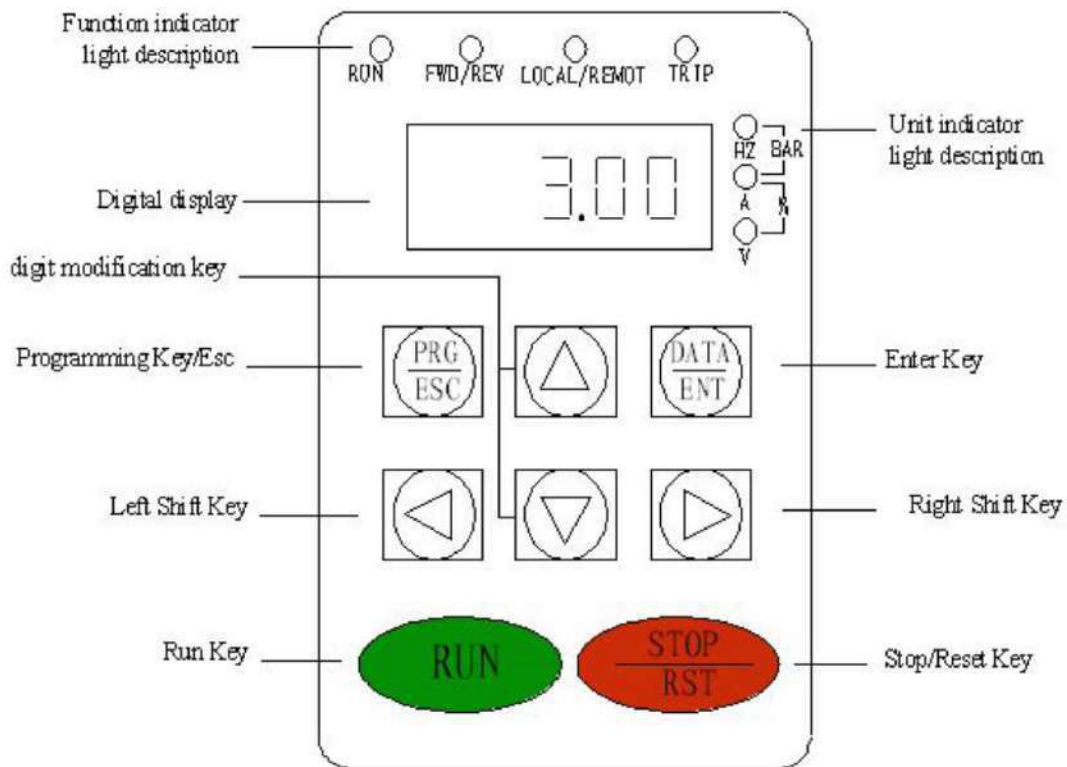 Function indicator
light description
RUN FWD/REV LOCAL/REMOT TRIP
Unit indicator
light description
HZ BAR
A %
V
Digital display
3.00
digit modification key
Programming Key/Esc
PRG
ESC
DATA
ENT
Enter Key
Left Shift Key
Right Shift Key
Run Key
RUN
STOP
RST
Stop/Reset Key